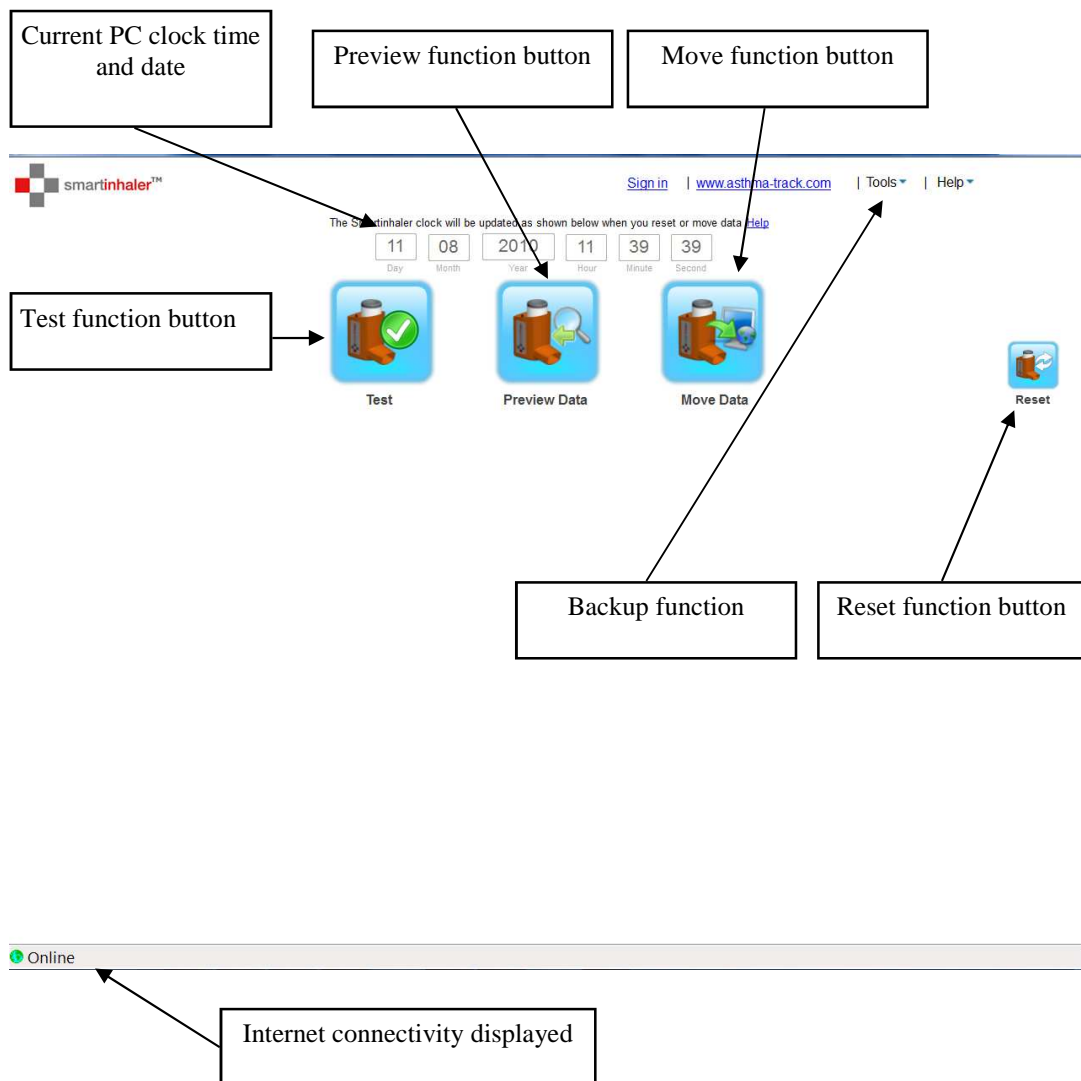 Current PC clock time
and date
Preview function button
Move function button
smartinhaler™
Sign in | www.asthma-track.com | Tools | Help
The Smartinhaler clock will be updated as shown below when you reset or move data. Help
11 08 2010 11 39 39
Day Month Year Hour Minute Second
Test function button
Test Preview Data Move Data Reset
Backup function
Reset function button
Online
Internet connectivity displayed